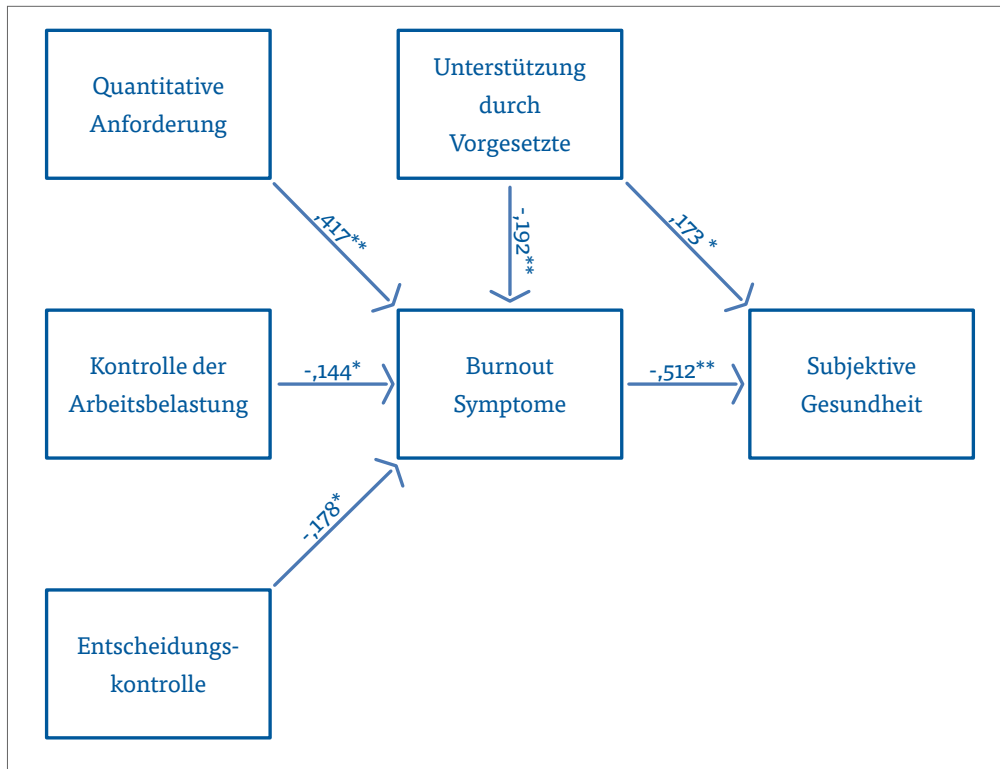 Quantitative
Anforderung
Unterstützung
durch
Vorgesetzte
,417**
-,192**
,173 *
Kontrolle der
Arbeitsbelastung
-,144*
Burnout
Symptome
-,512**
Subjektive
Gesundheit
-,178*
Entscheidungs-
kontrolle